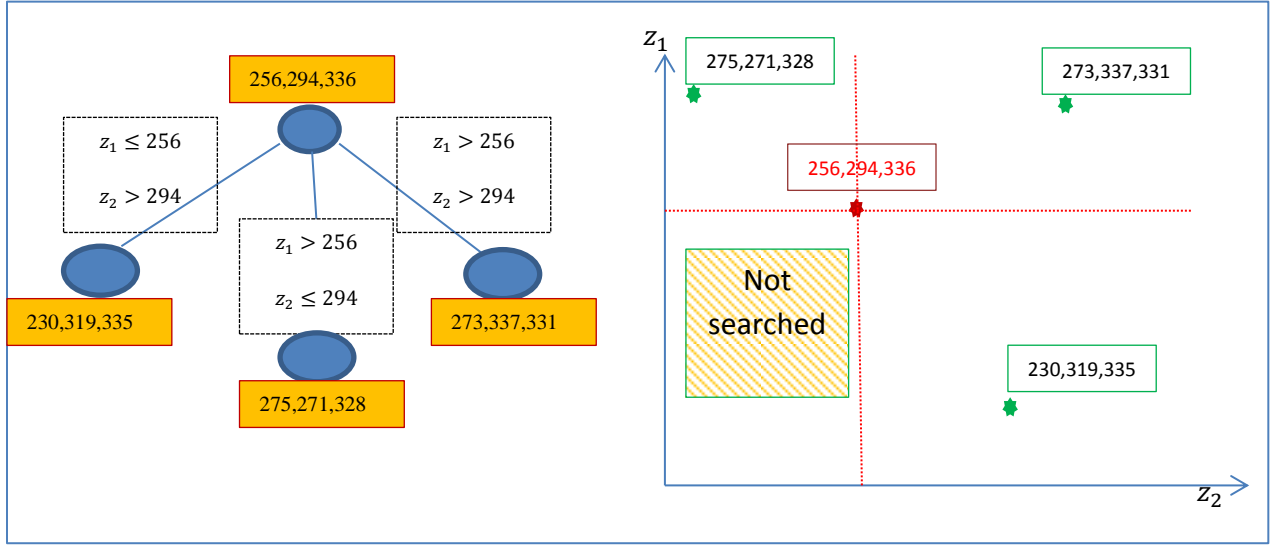 256,294,336
𝑧₁ ≤ 256
𝑧₂ > 294
𝑧₁ > 256
𝑧₂ > 294
𝑧₁ > 256
𝑧₂ ≤ 294
230,319,335
273,337,331
275,271,328
𝑧₁
275,271,328
273,337,331
256,294,336
Not
searched
230,319,335
𝑧₂